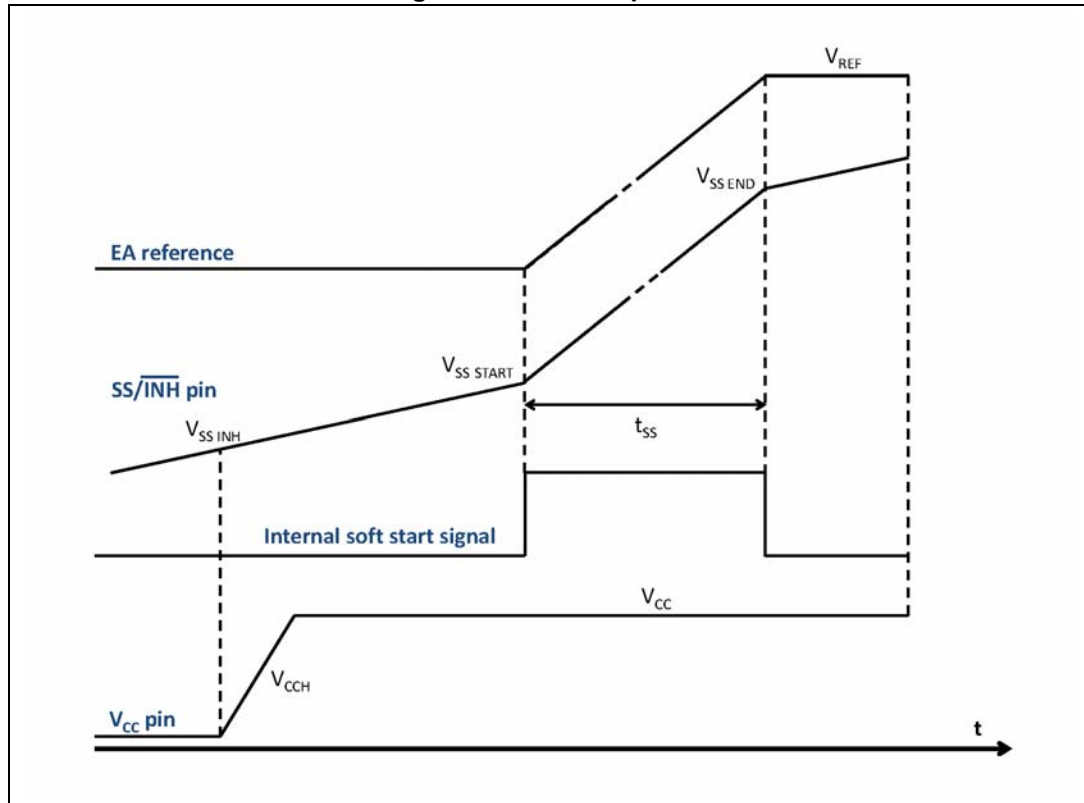 V_REF
V_SS END
EA reference
V_SS START
SS/INH pin
t_SS
V_SS INH
Internal soft start signal
V_CC
V_CCH
V_CC pin
t